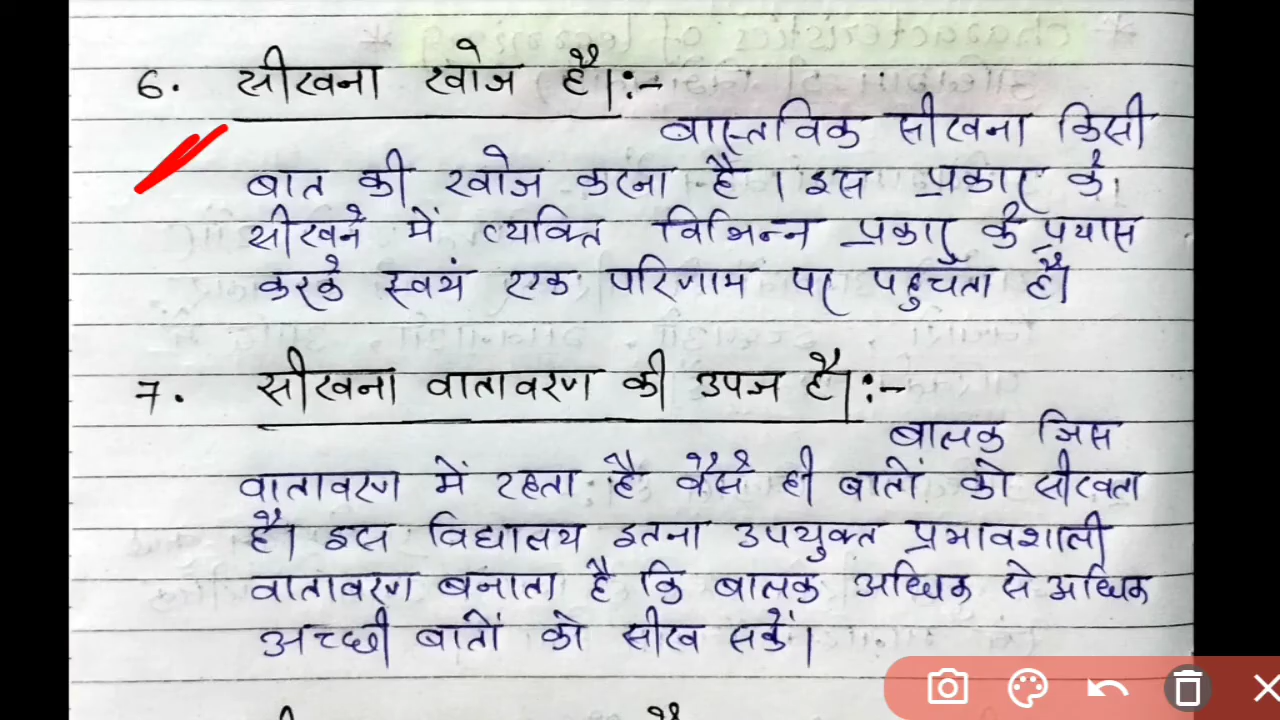 6. सीखना खोज है।:-
वास्तविक सीखना किसी
बात की खोज करना है। इस प्रकार के
सीखने में व्यक्ति विभिन्न प्रकार के प्रयास
करके स्वयं एक परिणाम पर पहुचता है।
7. सीखना वातावरण की उपज है।:-
बालक जिस
वातावरण में रहता है वैसे ही बातों को सीखता
है। इस विद्यालय इतना उपयुक्त प्रभावशाली
वातावरण बनाता है कि बालक अधिक से अधिक
अच्छी बातों को सीख सकें।